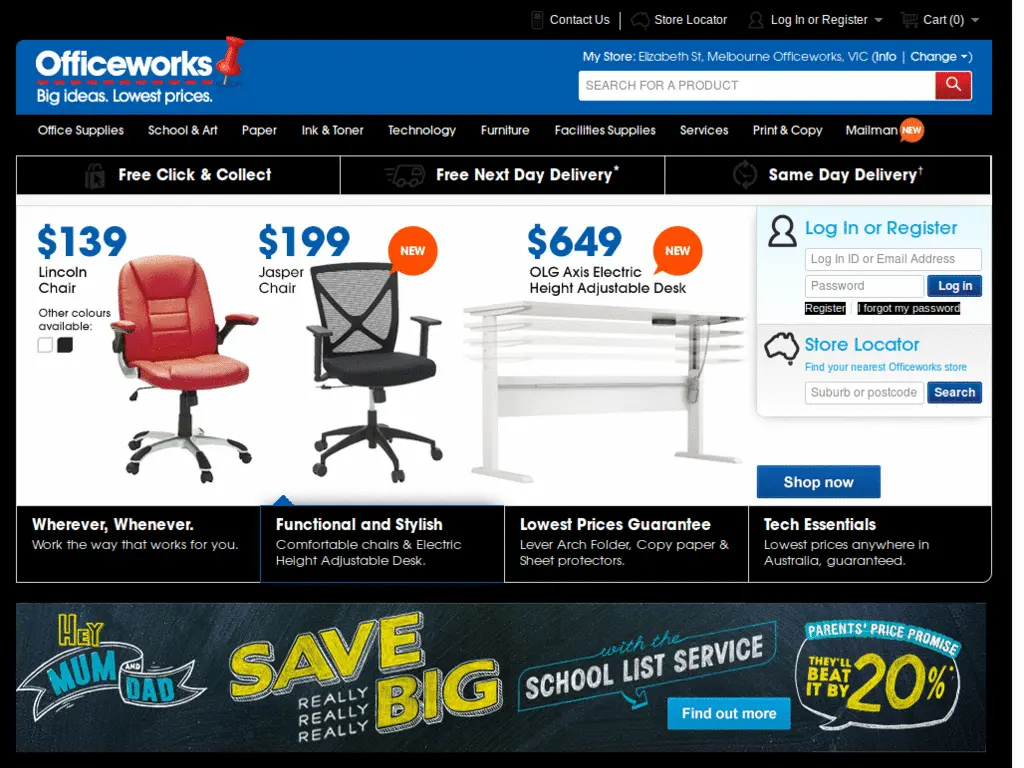 Contact Us
Store Locator
Log In or Register
Cart (0)
Officeworks
Big ideas. Lowest prices.
My Store: Elizabeth St, Melbourne Officeworks, VIC (Info | Change )
SEARCH FOR A PRODUCT
Office Supplies
School & Art
Paper
Ink & Toner
Technology
Furniture
Facilities Supplies
Services
Print & Copy
Mailman
NEW
Free Click & Collect
Free Next Day Delivery*
Same Day Delivery†
$139
Lincoln
Chair
Other colours
available:
$199
Jasper
Chair
NEW
$649
OLG Axis Electric
Height Adjustable Desk
NEW
Log In or Register
Log In ID or Email Address
Password
Log in
Register
I forgot my password
Store Locator
Find your nearest Officeworks store
Suburb or postcode
Search
Shop now
Wherever, Whenever.
Work the way that works for you.
Functional and Stylish
Comfortable chairs & Electric
Height Adjustable Desk.
Lowest Prices Guarantee
Lever Arch Folder, Copy paper &
Sheet protectors.
Tech Essentials
Lowest prices anywhere in
Australia, guaranteed.
HEY
MUM AND DAD
SAVE
REALLY
REALLY
REALLY
BIG
with the
SCHOOL LIST SERVICE
Find out more
PARENTS' PRICE PROMISE
THEY'LL
BEAT
IT BY
20%*